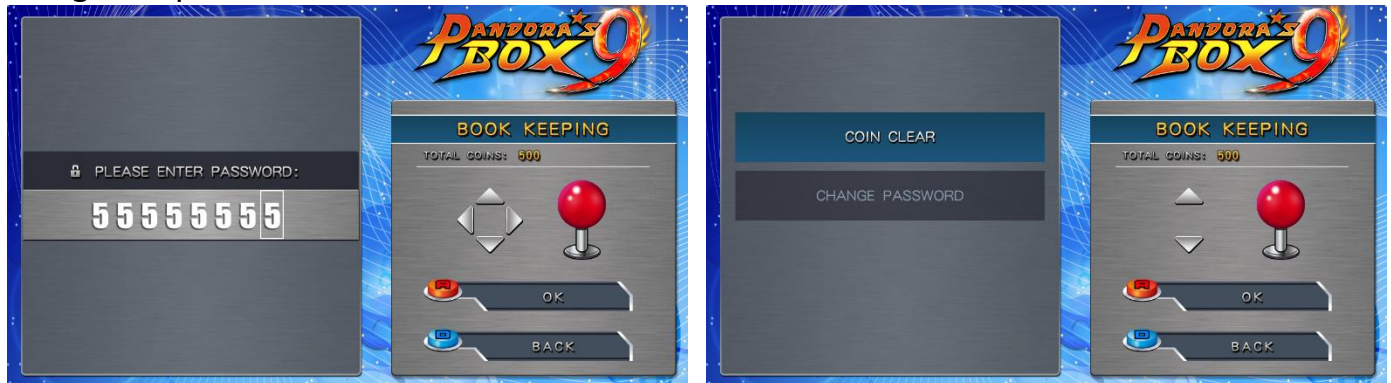 PANDORA'S
BOX 9
PLEASE ENTER PASSWORD:
55555555
BOOK KEEPING
TOTAL COINS: 500
A
OK
D
BACK
PANDORA'S
BOX 9
COIN CLEAR
CHANGE PASSWORD
BOOK KEEPING
TOTAL COINS: 500
A
OK
D
BACK